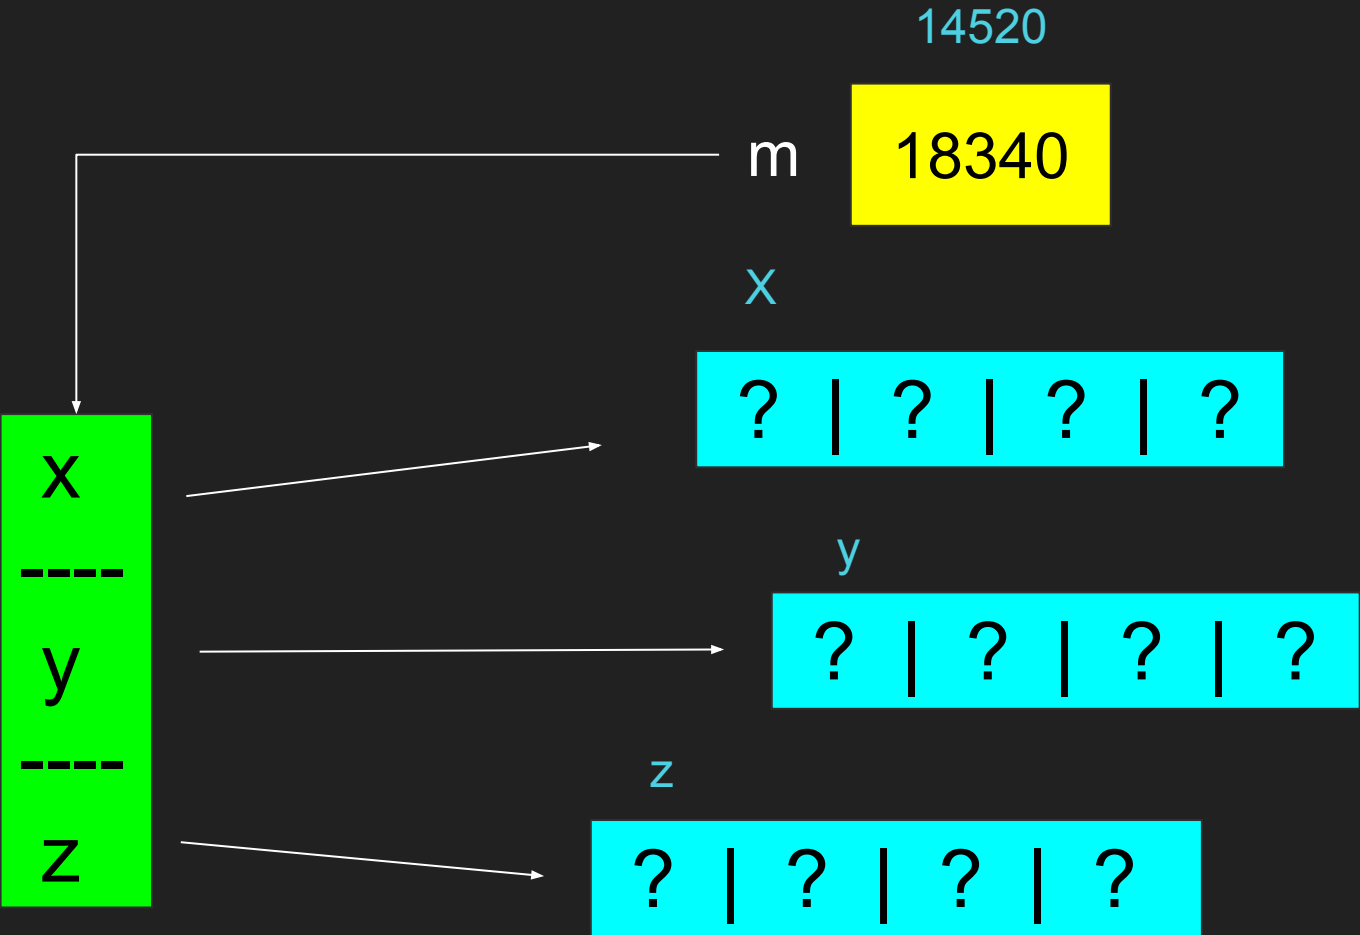 14520
m 18340
X
? | ? | ? | ?
x
----
y
? | ? | ? | ?
y
----
z
? | ? | ? | ?
z